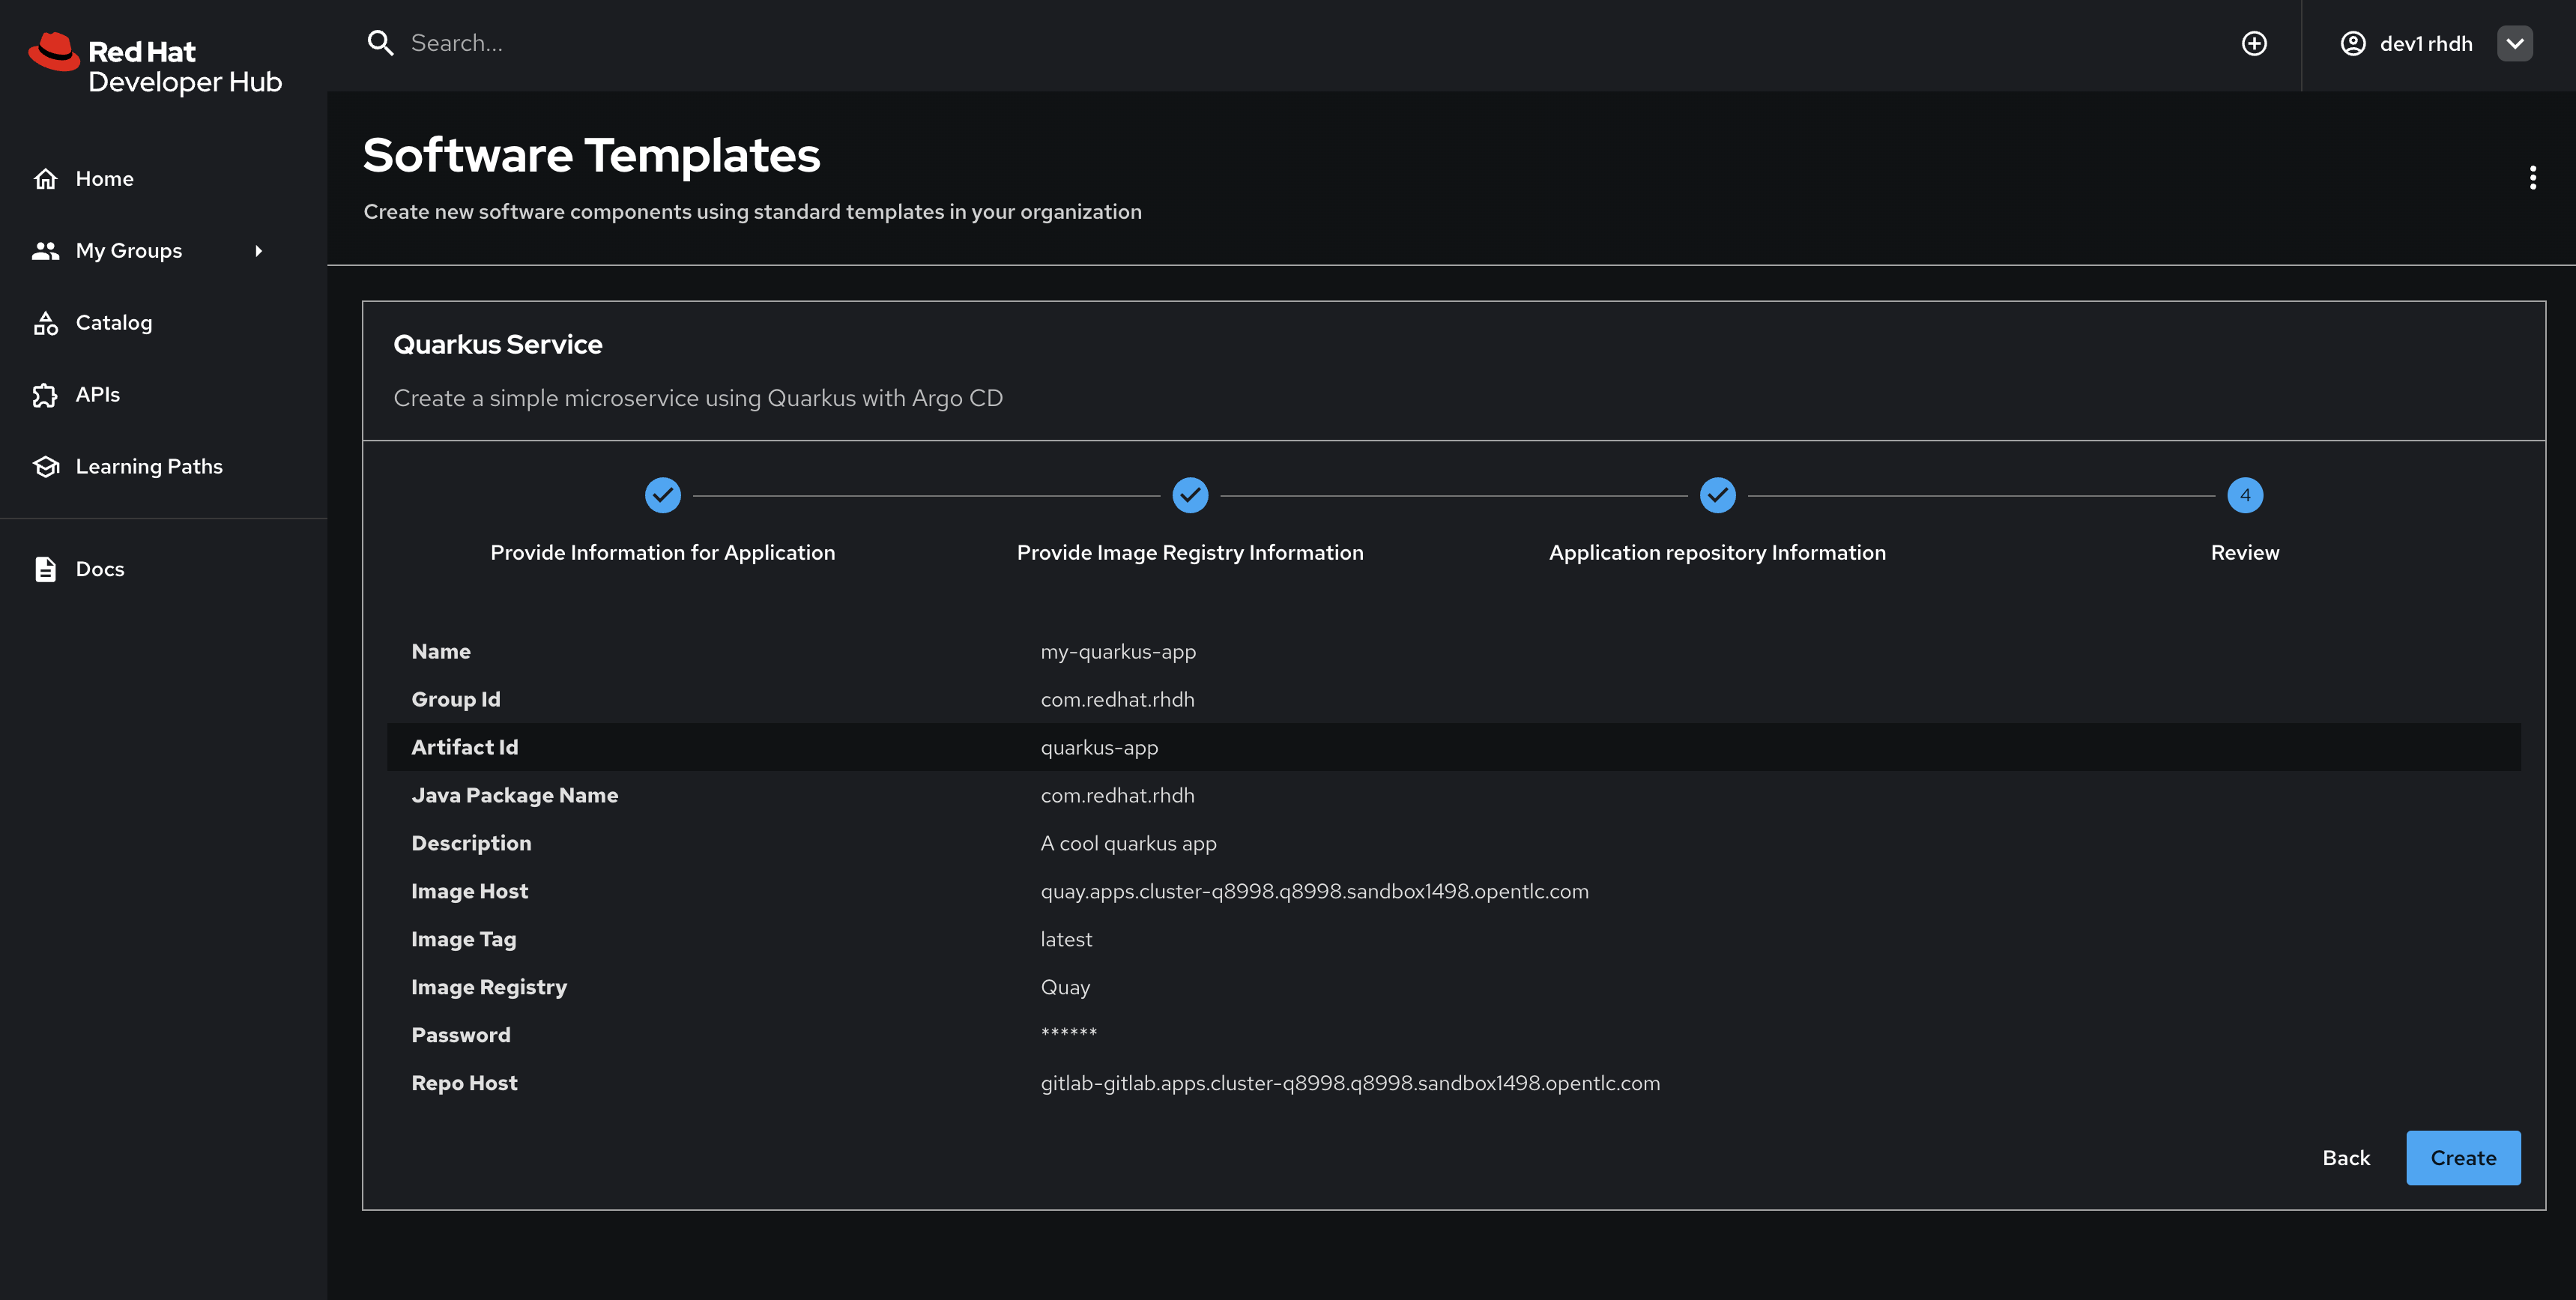 Red Hat
Developer Hub
Search...
dev1 rhdh
Home
My Groups
Catalog
APIs
Learning Paths
Docs
Software Templates
Create new software components using standard templates in your organization
Quarkus Service
Create a simple microservice using Quarkus with Argo CD
4
Provide Information for Application
Provide Image Registry Information
Application repository Information
Review
Name my-quarkus-app
Group Id com.redhat.rhdh
Artifact Id quarkus-app
Java Package Name com.redhat.rhdh
Description A cool quarkus app
Image Host quay.apps.cluster-q8998.q8998.sandbox1498.opentlc.com
Image Tag latest
Image Registry Quay
Password ******
Repo Host gitlab-gitlab.apps.cluster-q8998.q8998.sandbox1498.opentlc.com
Back
Create